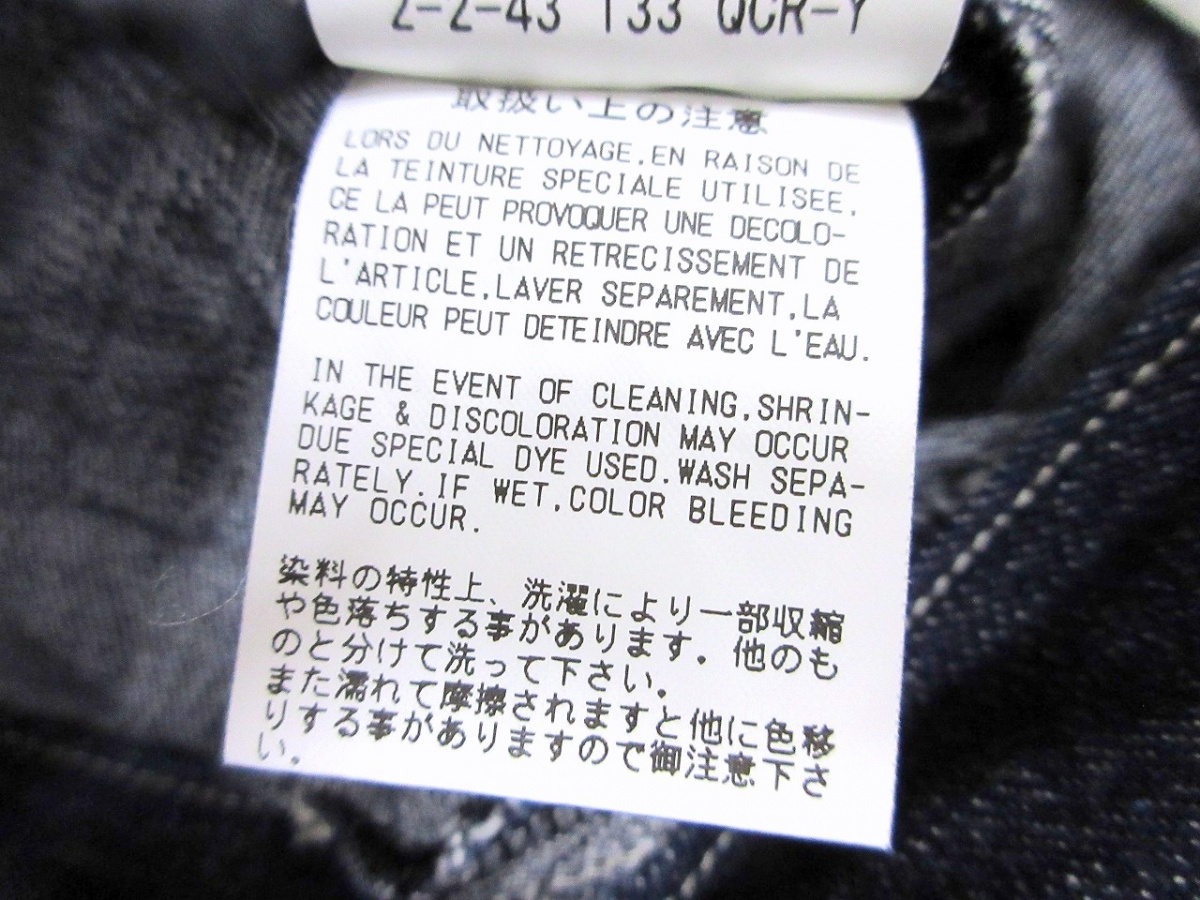 2-2-43 133 QCR-Y
取扱い上の注意
LORS DU NETTOYAGE,EN RAISON DE
LA TEINTURE SPECIALE UTILISEE,
CE LA PEUT PROVOQUER UNE DECOLO-
RATION ET UN RETRECISSEMENT DE
L'ARTICLE,LAVER SEPAREMENT,LA
COULEUR PEUT DETEINDRE AVEC L'EAU.
IN THE EVENT OF CLEANING,SHRIN-
KAGE & DISCOLORATION MAY OCCUR
DUE SPECIAL DYE USED.WASH SEPA-
RATELY.IF WET,COLOR BLEEDING
MAY OCCUR.
染料の特性上、洗濯により一部収縮
や色落ちする事があります。他のも
のと分けて洗って下さい。
また濡れて摩擦されますと他に色移
りする事がありますので御注意下さ
い。